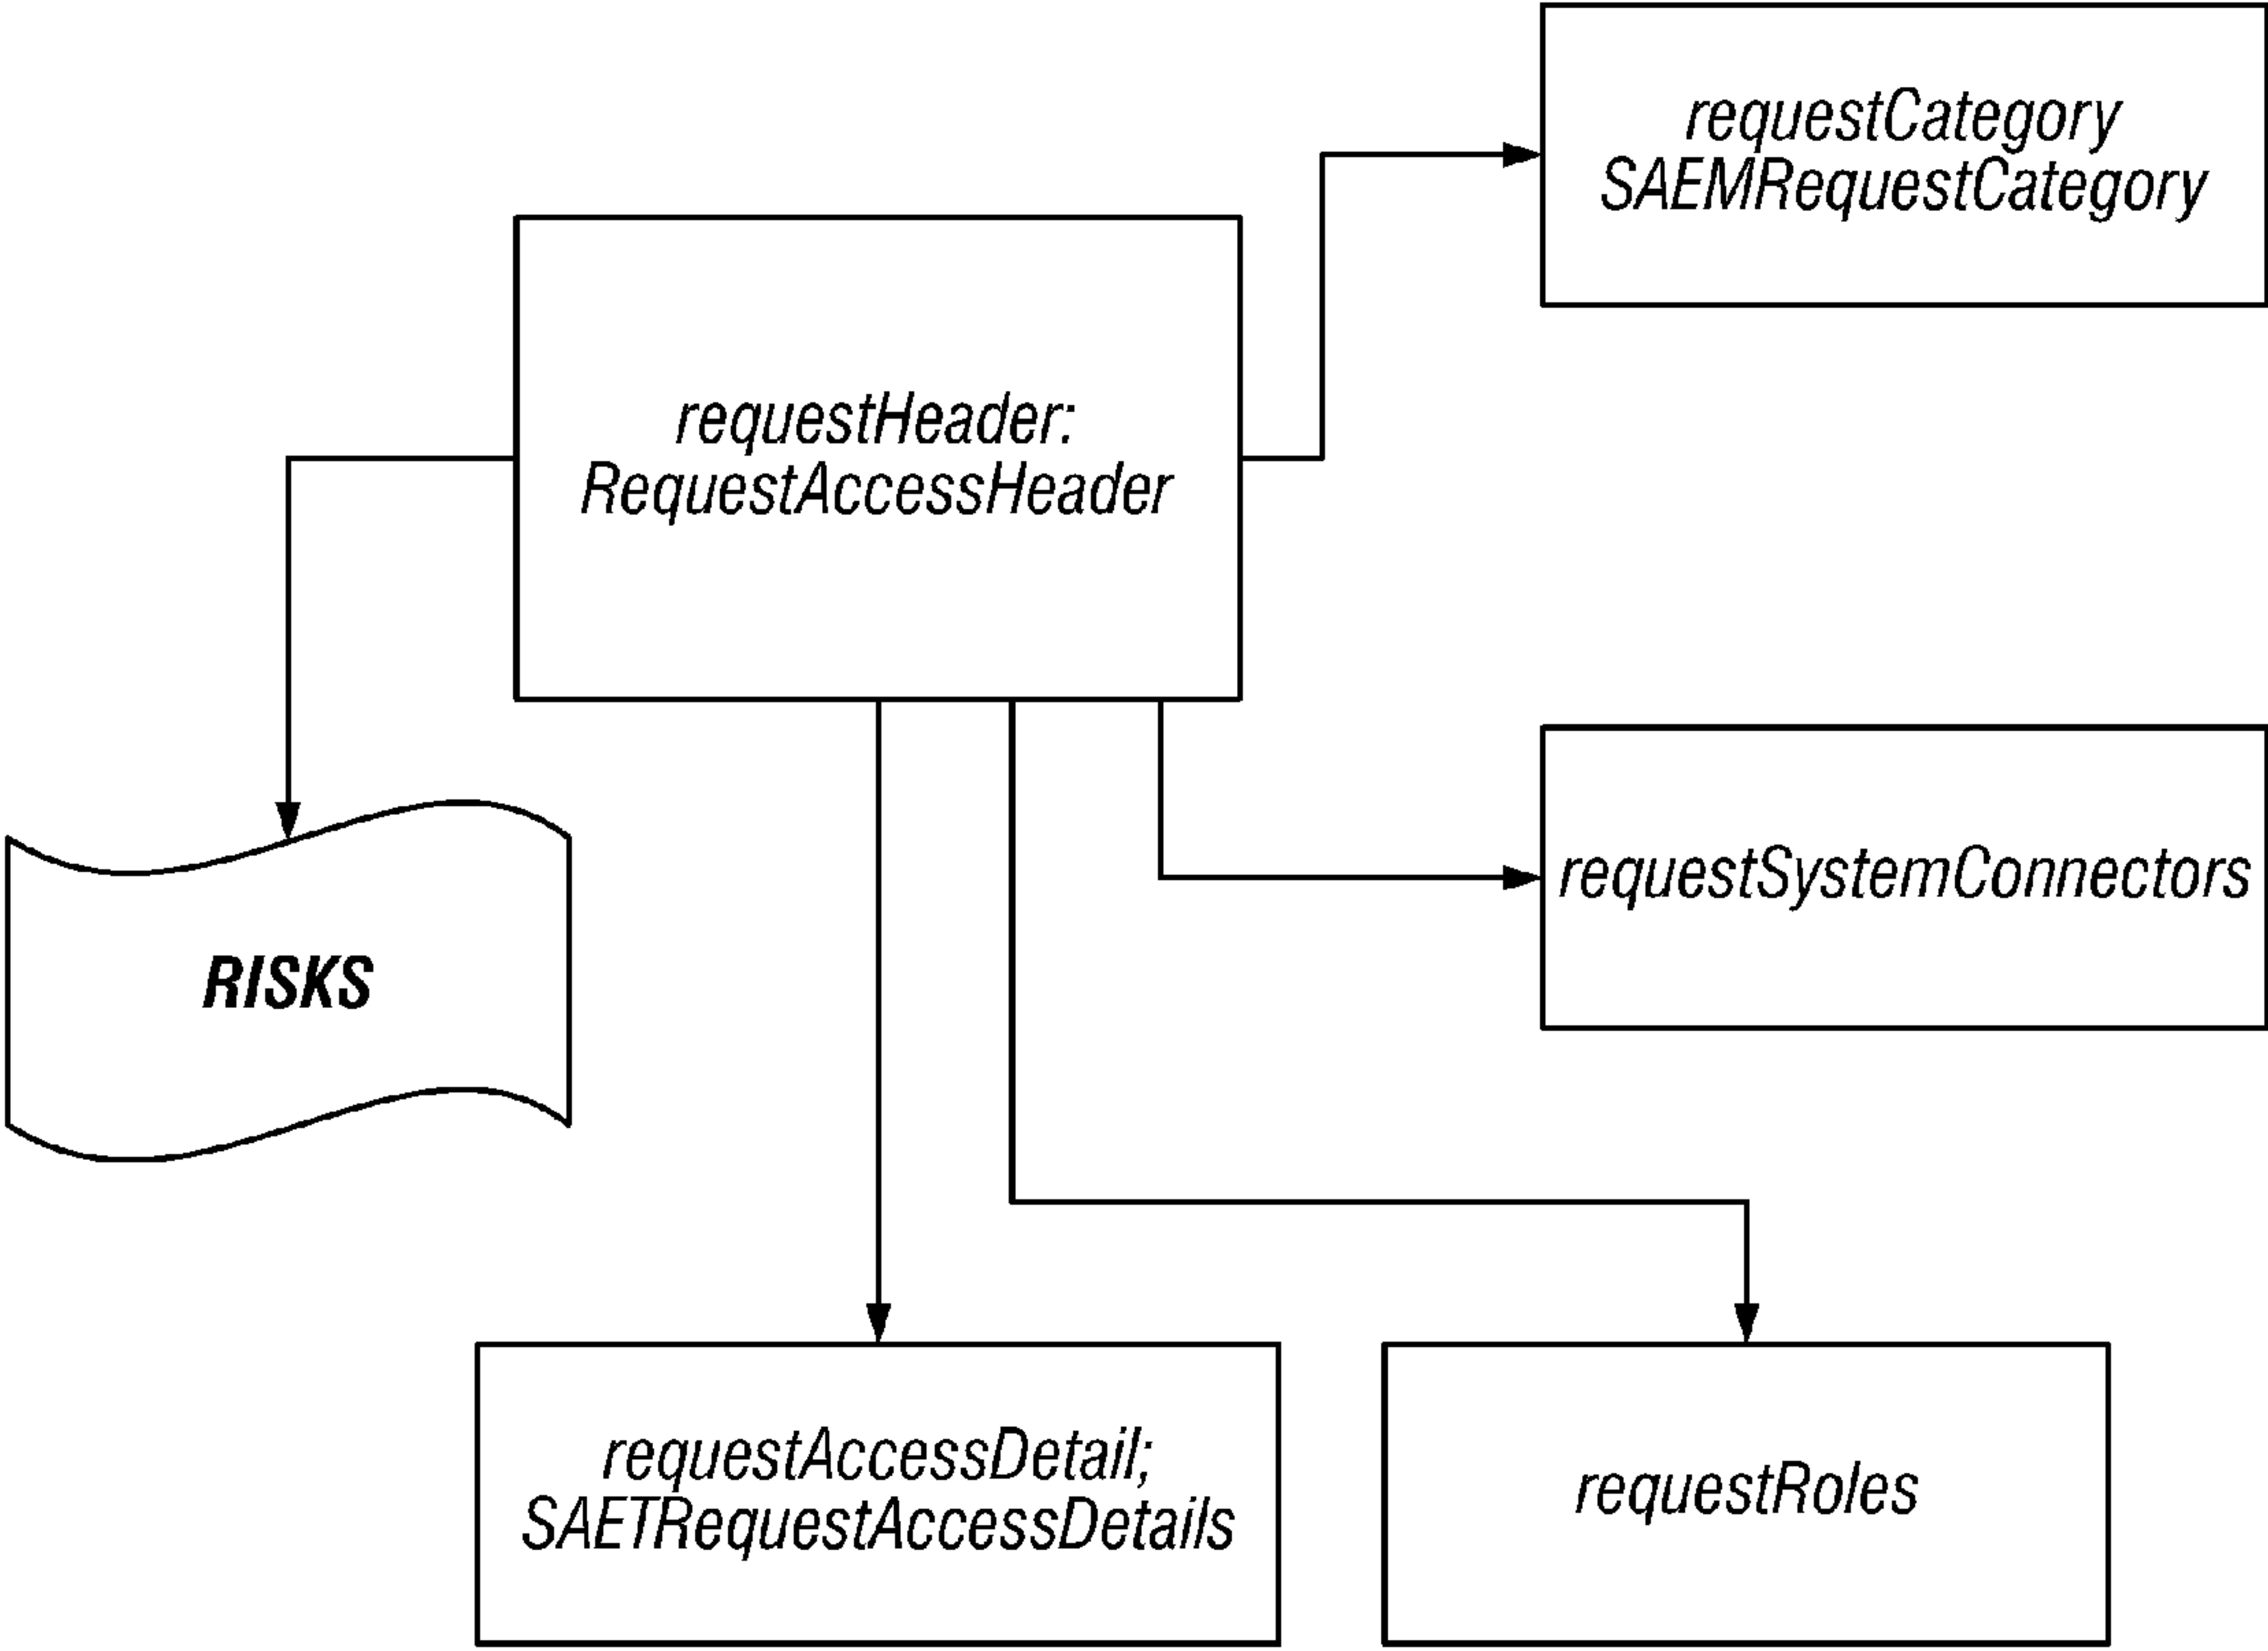 requestCategory
SAEMRequestCategory
requestHeader:
RequestAccessHeader
requestSystemConnectors
RISKS
requestAccessDetail;
SAETRequestAccessDetails
requestRoles